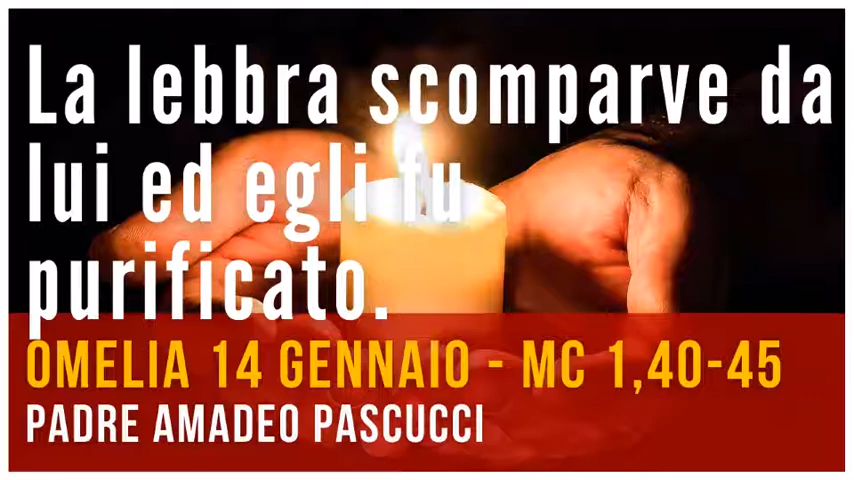 La lebbra scomparve da
lui ed egli fu
purificato.
OMELIA 14 GENNAIO - MC 1,40-45
PADRE AMADEO PASCUCCI